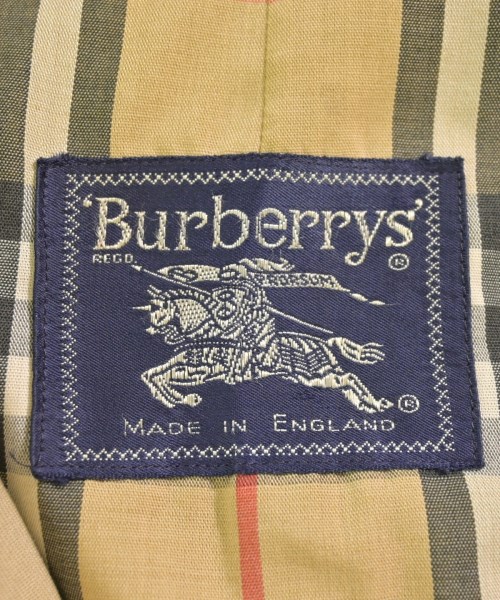 'Burberrys'
REGD.
®
PRORSUM
®
MADE IN ENGLAND